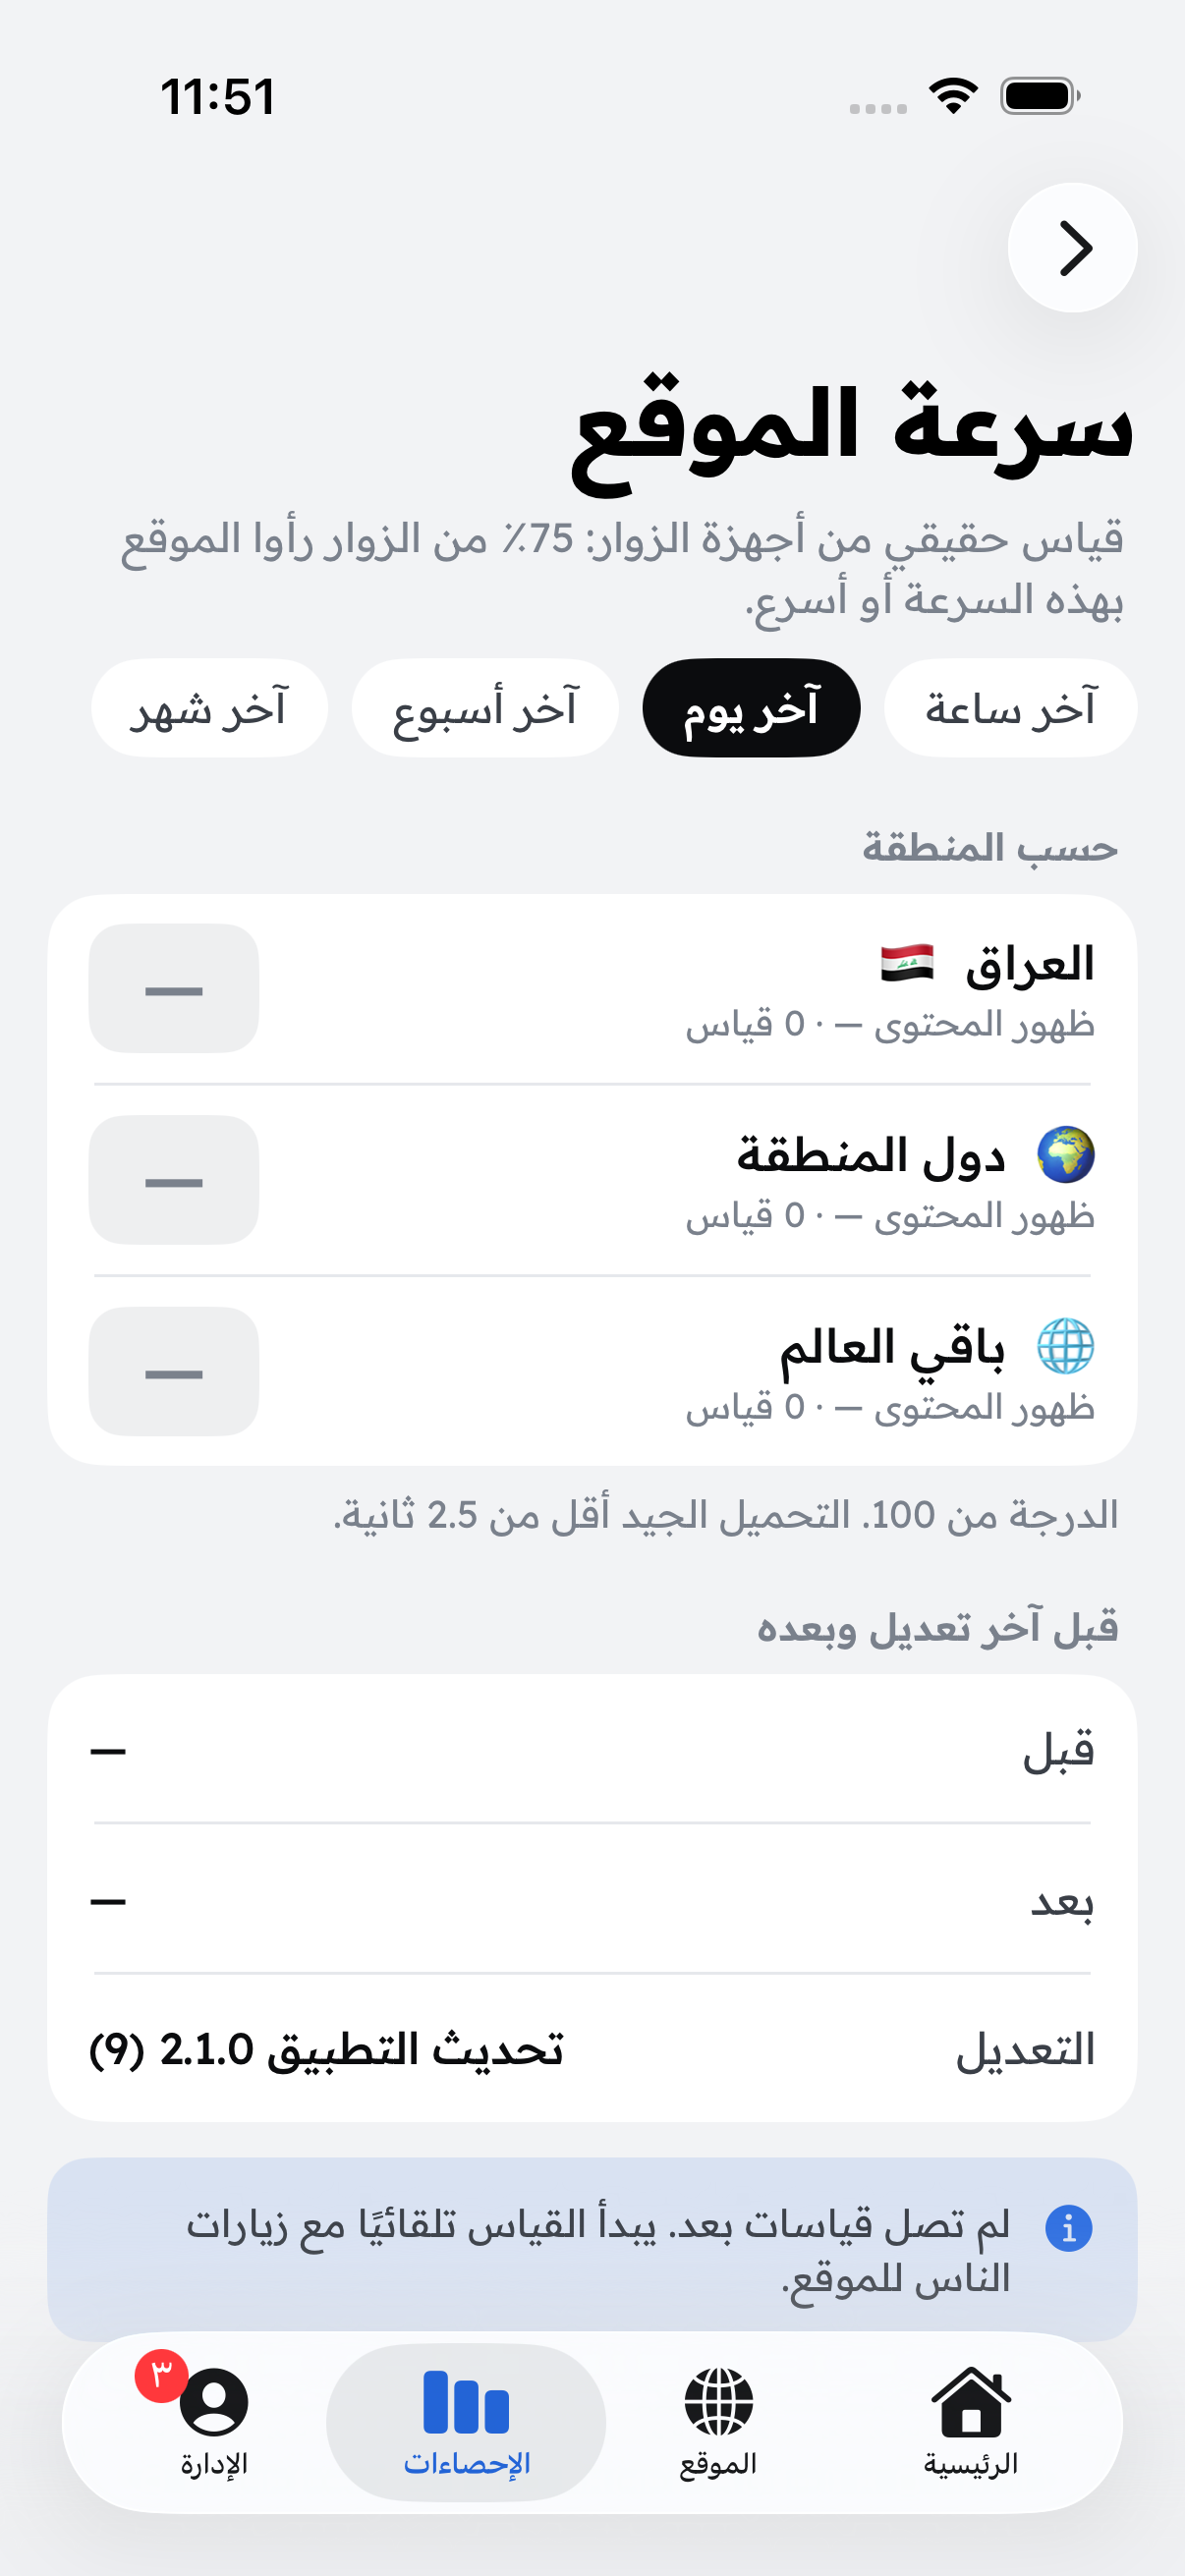 11:51
سرعة الموقع
قياس حقيقي من أجهزة الزوار: 75٪ من الزوار رأوا الموقع
بهذه السرعة أو أسرع.
آخر ساعة
آخر يوم
آخر أسبوع
آخر شهر
حسب المنطقة
العراق
—
ظهور المحتوى — · 0 قياس
دول المنطقة
—
ظهور المحتوى — · 0 قياس
باقي العالم
—
ظهور المحتوى — · 0 قياس
الدرجة من 100. التحميل الجيد أقل من 2.5 ثانية.
قبل آخر تعديل وبعده
قبل —
بعد —
التعديل تحديث التطبيق 2.1.0 (9)
لم تصل قياسات بعد. يبدأ القياس تلقائيًا مع زيارات
الناس للموقع.
الرئيسية
الموقع
الإحصاءات
٣
الإدارة